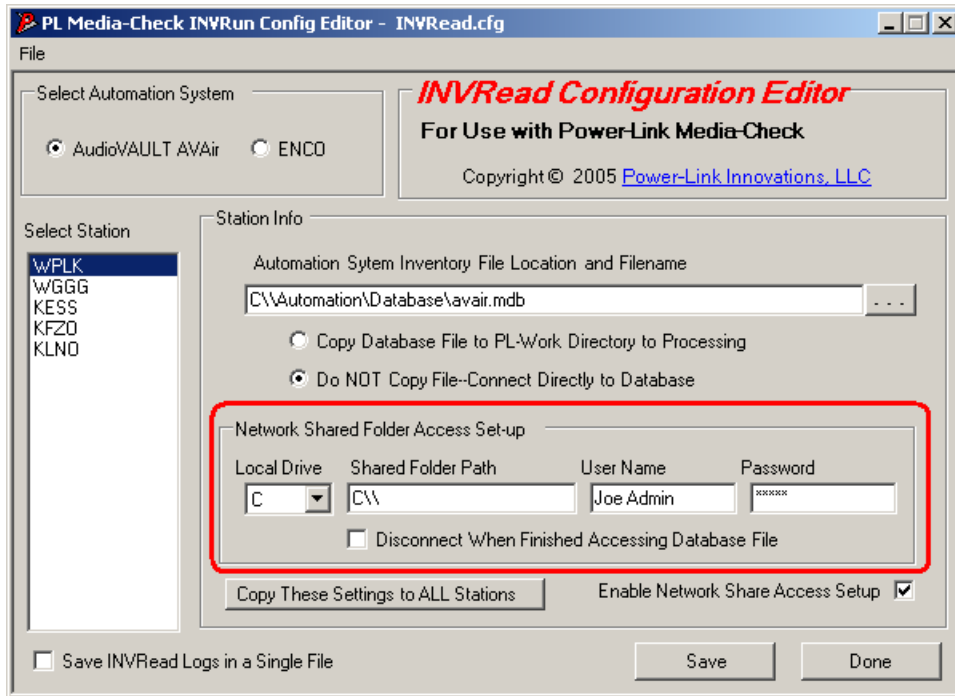 PL Media-Check INVRun Config Editor - INVRead.cfg
File
Select Automation System
AudioVAULT AVAir
ENCO
INVRead Configuration Editor
For Use with Power-Link Media-Check
Copyright © 2005 Power-Link Innovations, LLC
Select Station
WPLK
WGGG
KESS
KFZO
KLNO
Station Info
Automation Sytem Inventory File Location and Filename
C\\Automation\Database\avair.mdb
...
Copy Database File to PL-Work Directory to Processing
Do NOT Copy File--Connect Directly to Database
Network Shared Folder Access Set-up
Local Drive Shared Folder Path User Name Password
C C\\ Joe Admin *****
Disconnect When Finished Accessing Database File
Copy These Settings to ALL Stations
Enable Network Share Access Setup
Save INVRead Logs in a Single File
Save
Done